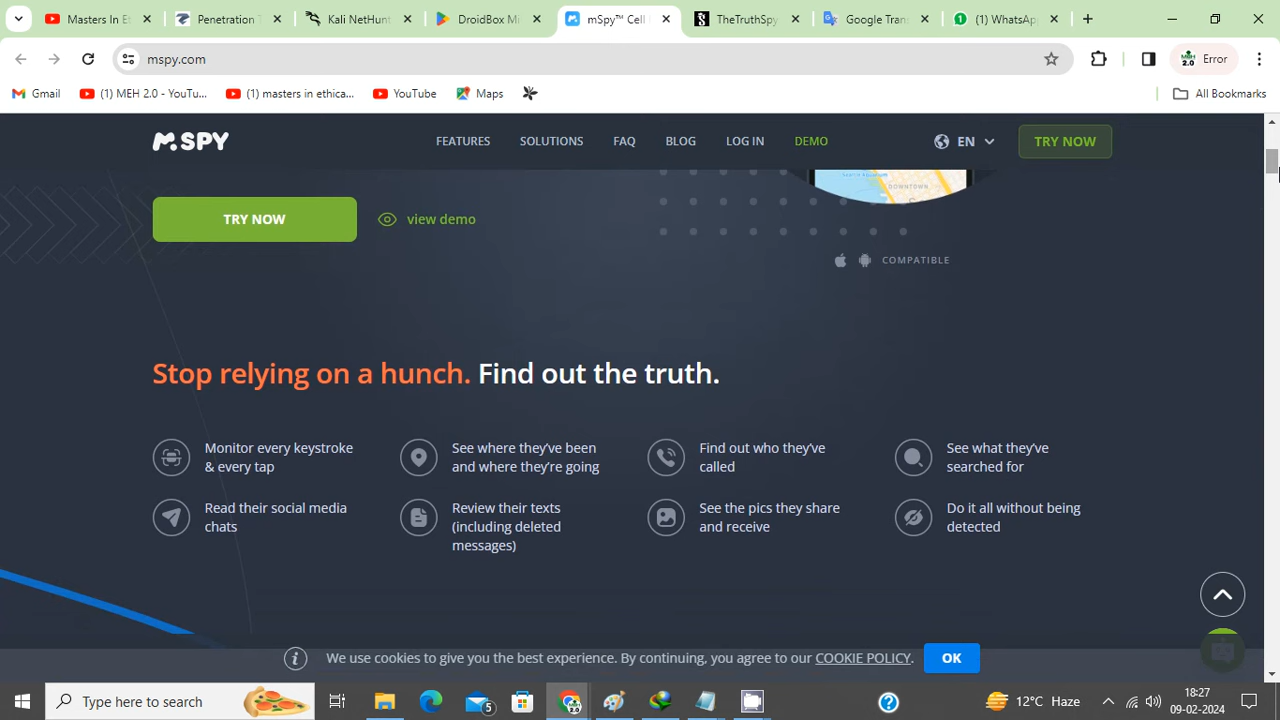 Masters In Et
Penetration T
Kali NetHunt
DroidBox Mi
mSpy™ Cell
TheTruthSpy
Google Tran
(1) WhatsAp
mspy.com
Error
Gmail
(1) MEH 2.0 - YouTu...
(1) masters in ethica...
YouTube
Maps
All Bookmarks
mSPY
FEATURES
SOLUTIONS
FAQ
BLOG
LOG IN
DEMO
EN
TRY NOW
DOWNTOWN
TRY NOW
view demo
COMPATIBLE
Stop relying on a hunch. Find out the truth.
Monitor every keystroke
& every tap
See where they've been
and where they're going
Find out who they've
called
See what they've
searched for
Read their social media
chats
Review their texts
(including deleted
messages)
See the pics they share
and receive
Do it all without being
detected
We use cookies to give you the best experience. By continuing, you agree to our COOKIE POLICY.
OK
Type here to search
5
12°C Haze
18:27
09-02-2024